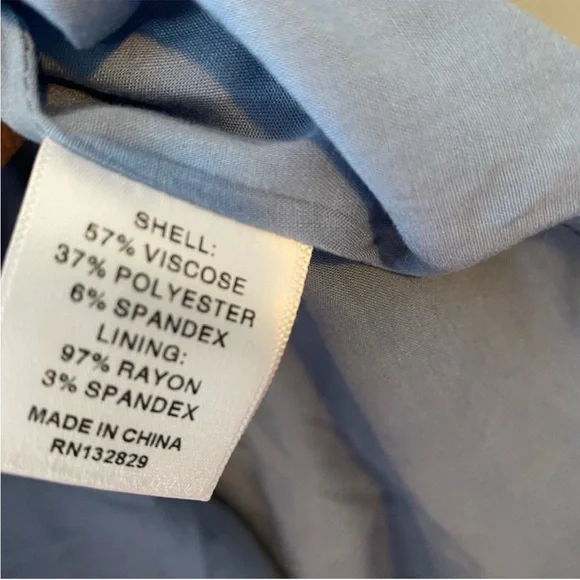 SHELL:
57% VISCOSE
37% POLYESTER
6% SPANDEX
LINING:
97% RAYON
3% SPANDEX
MADE IN CHINA
RN132829